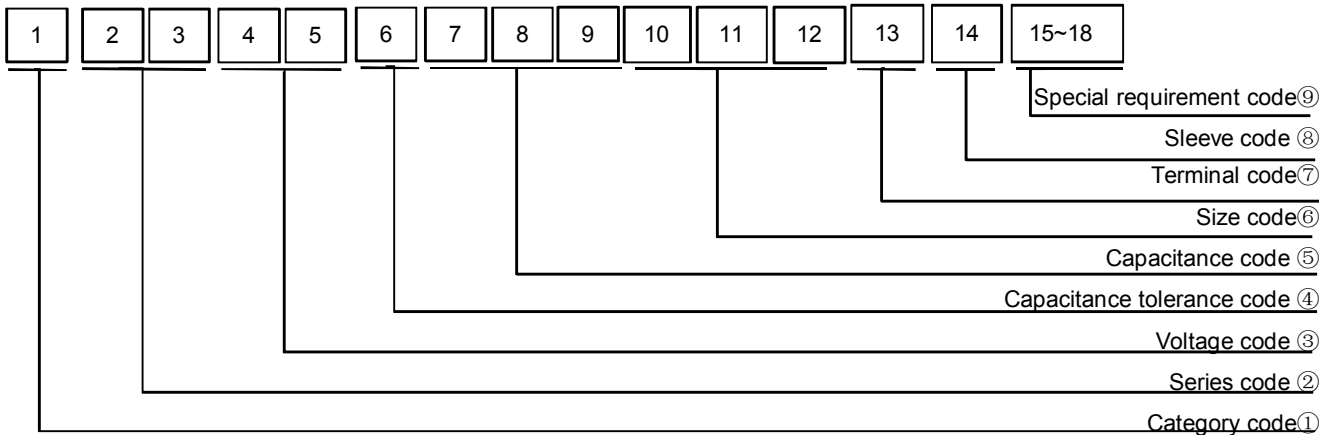 1 2 3 4 5 6 7 8 9 10 11 12 13 14 15~18
Special requirement code⑨
Sleeve code ⑧
Terminal code⑦
Size code⑥
Capacitance code ⑤
Capacitance tolerance code ④
Voltage code ③
Series code ②
Category code①